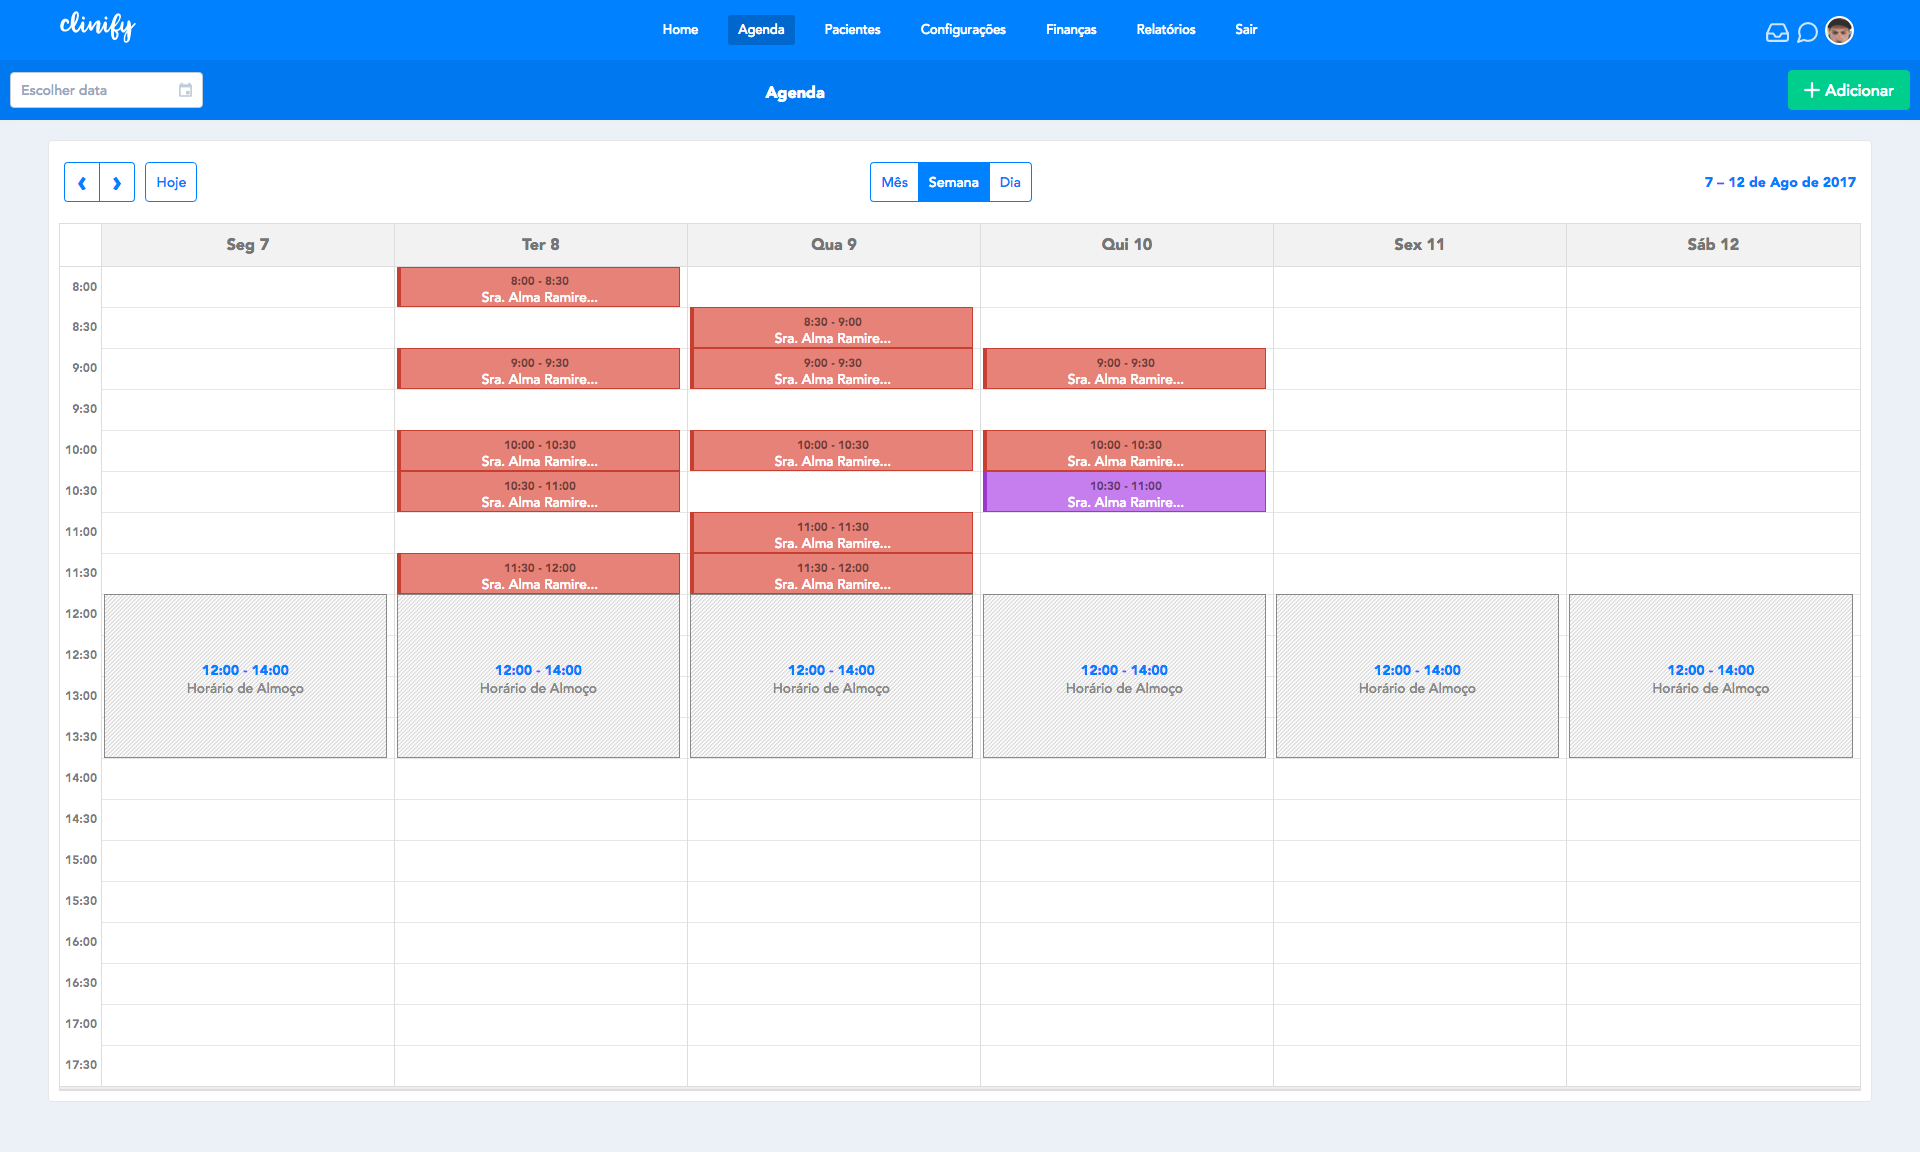 clinify
Home Agenda Pacientes Configurações Finanças Relatórios Sair
Escolher data
Agenda
Adicionar
Hoje
Mês Semana Dia
7 – 12 de Ago de 2017
Seg 7 Ter 8 Qua 9 Qui 10 Sex 11 Sáb 12
8:00
8:00 - 8:30
Sra. Alma Ramire...
8:30
8:30 - 9:00
Sra. Alma Ramire...
9:00
9:00 - 9:30 9:00 - 9:30 9:00 - 9:30
Sra. Alma Ramire... Sra. Alma Ramire... Sra. Alma Ramire...
9:30
10:00
10:00 - 10:30 10:00 - 10:30 10:00 - 10:30
Sra. Alma Ramire... Sra. Alma Ramire... Sra. Alma Ramire...
10:30
10:30 - 11:00 10:30 - 11:00
Sra. Alma Ramire... Sra. Alma Ramire...
11:00
11:00 - 11:30
Sra. Alma Ramire...
11:30
11:30 - 12:00 11:30 - 12:00
Sra. Alma Ramire... Sra. Alma Ramire...
12:00
12:30
12:00 - 14:00 12:00 - 14:00 12:00 - 14:00 12:00 - 14:00 12:00 - 14:00 12:00 - 14:00
Horário de Almoço Horário de Almoço Horário de Almoço Horário de Almoço Horário de Almoço Horário de Almoço
13:00
13:30
14:00
14:30
15:00
15:30
16:00
16:30
17:00
17:30